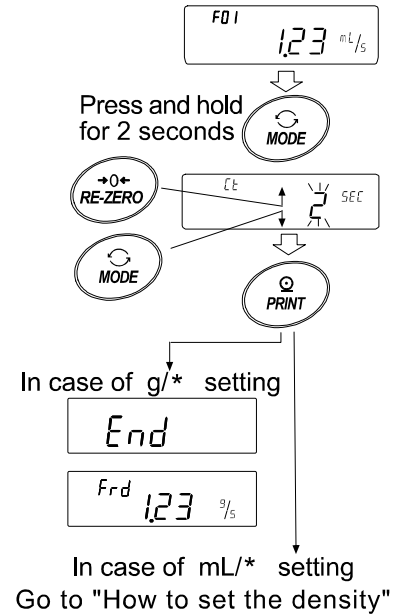 F01
1.23 mL/s
Press and hold
for 2 seconds
MODE
→0←
RE-ZERO
Ct 2 SEC
MODE
PRINT
In case of g/* setting
End
Frd
1.23 g/s
In case of mL/* setting
Go to "How to set the density"